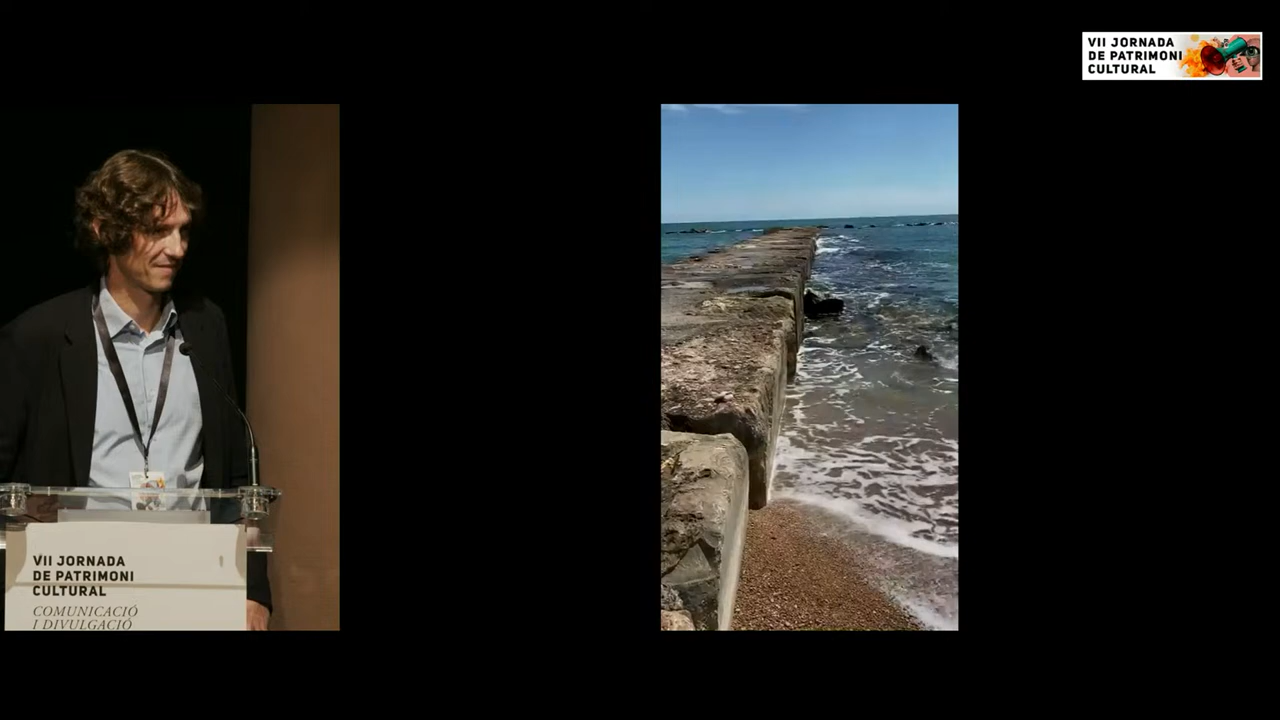 VII JORNADA
DE PATRIMONI
CULTURAL
VII JORNADA
DE PATRIMONI
CULTURAL
COMUNICACIÓ
I DIVULGACIÓ